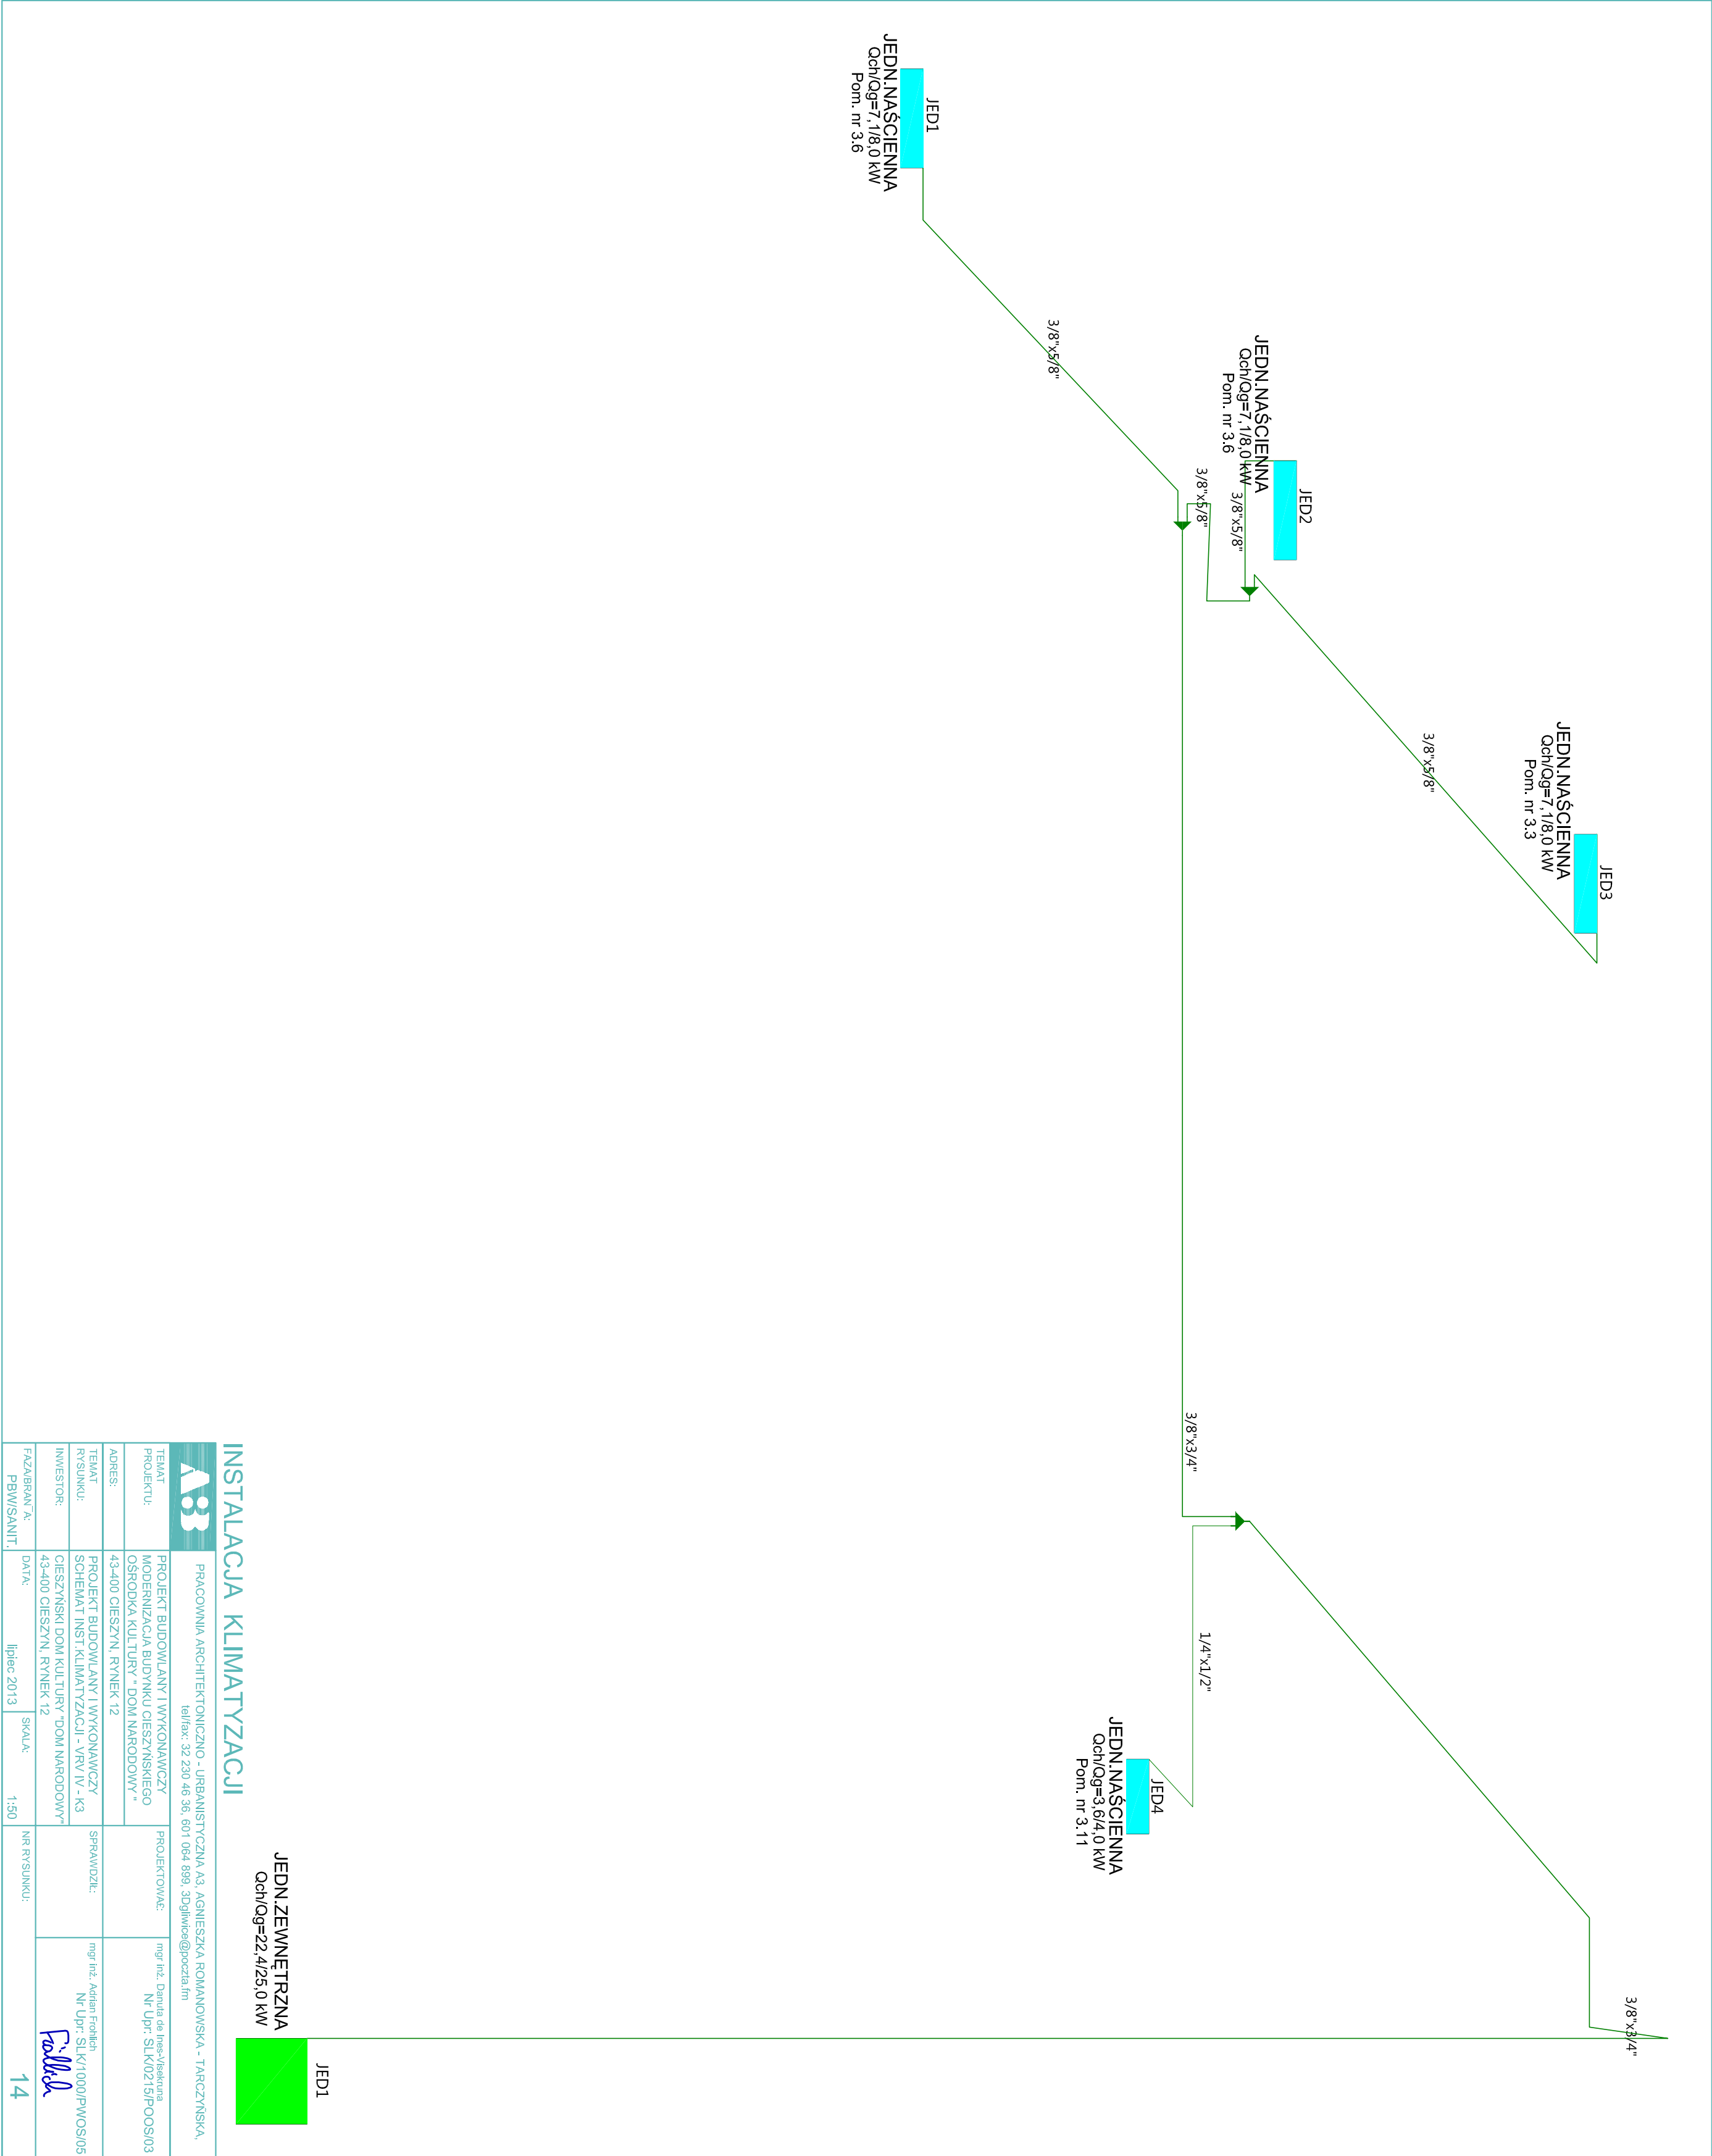 JED3
JEDN.NAŚCIENNA
Qch/Qg=7,1/8,0 kW
Pom. nr 3.3
3/8"x5/8"
JED2
JEDN.NAŚCIENNA
Qch/Qg=7,1/8,0 kW
Pom. nr 3.6
3/8"x5/8"
3/8"x5/8"
JED1
JEDN.NAŚCIENNA
Qch/Qg=7,1/8,0 kW
Pom. nr 3.6
3/8"x5/8"
3/8"x3/4"
3/8"x3/4"
1/4"x1/2"
JED4
JEDN.NAŚCIENNA
Qch/Qg=3,6/4,0 kW
Pom. nr 3.11
JED1
JEDN.ZEWNĘTRZNA
Qch/Qg=22,4/25,0 kW
INSTALACJA KLIMATYZACJI
A3
PRACOWNIA ARCHITEKTONICZNO - URBANISTYCZNA A3, AGNIESZKA ROMANOWSKA - TARCZYŃSKA,
tel/fax: 32 230 46 36, 601 064 899, 3Dgliwice@poczta.fm
TEMAT
PROJEKTU:
PROJEKT BUDOWLANY I WYKONAWCZY
MODERNIZACJA BUDYNKU CIESZYŃSKIEGO
OŚRODKA KULTURY " DOM NARODOWY "
PROJEKTOWAŁ:
mgr inż. Danuta de Ines-Visekruna
Nr Upr: SLK/0215/POOS/03
ADRES:
43-400 CIESZYN, RYNEK 12
TEMAT
RYSUNKU:
PROJEKT BUDOWLANY I WYKONAWCZY
SCHEMAT INST.KLIMATYZACJI - VRV IV - K3
SPRAWDZIŁ:
mgr inż. Adrian Frohlich
Nr Upr: SLK/1000/PWOS/05
INWESTOR:
CIESZYŃSKI DOM KULTURY "DOM NARODOWY"
43-400 CIESZYN, RYNEK 12
Frohlich
FAZA/BRAN¯A:
PBW/SANIT.
DATA:
lipiec 2013
SKALA:
1:50
NR RYSUNKU:
14